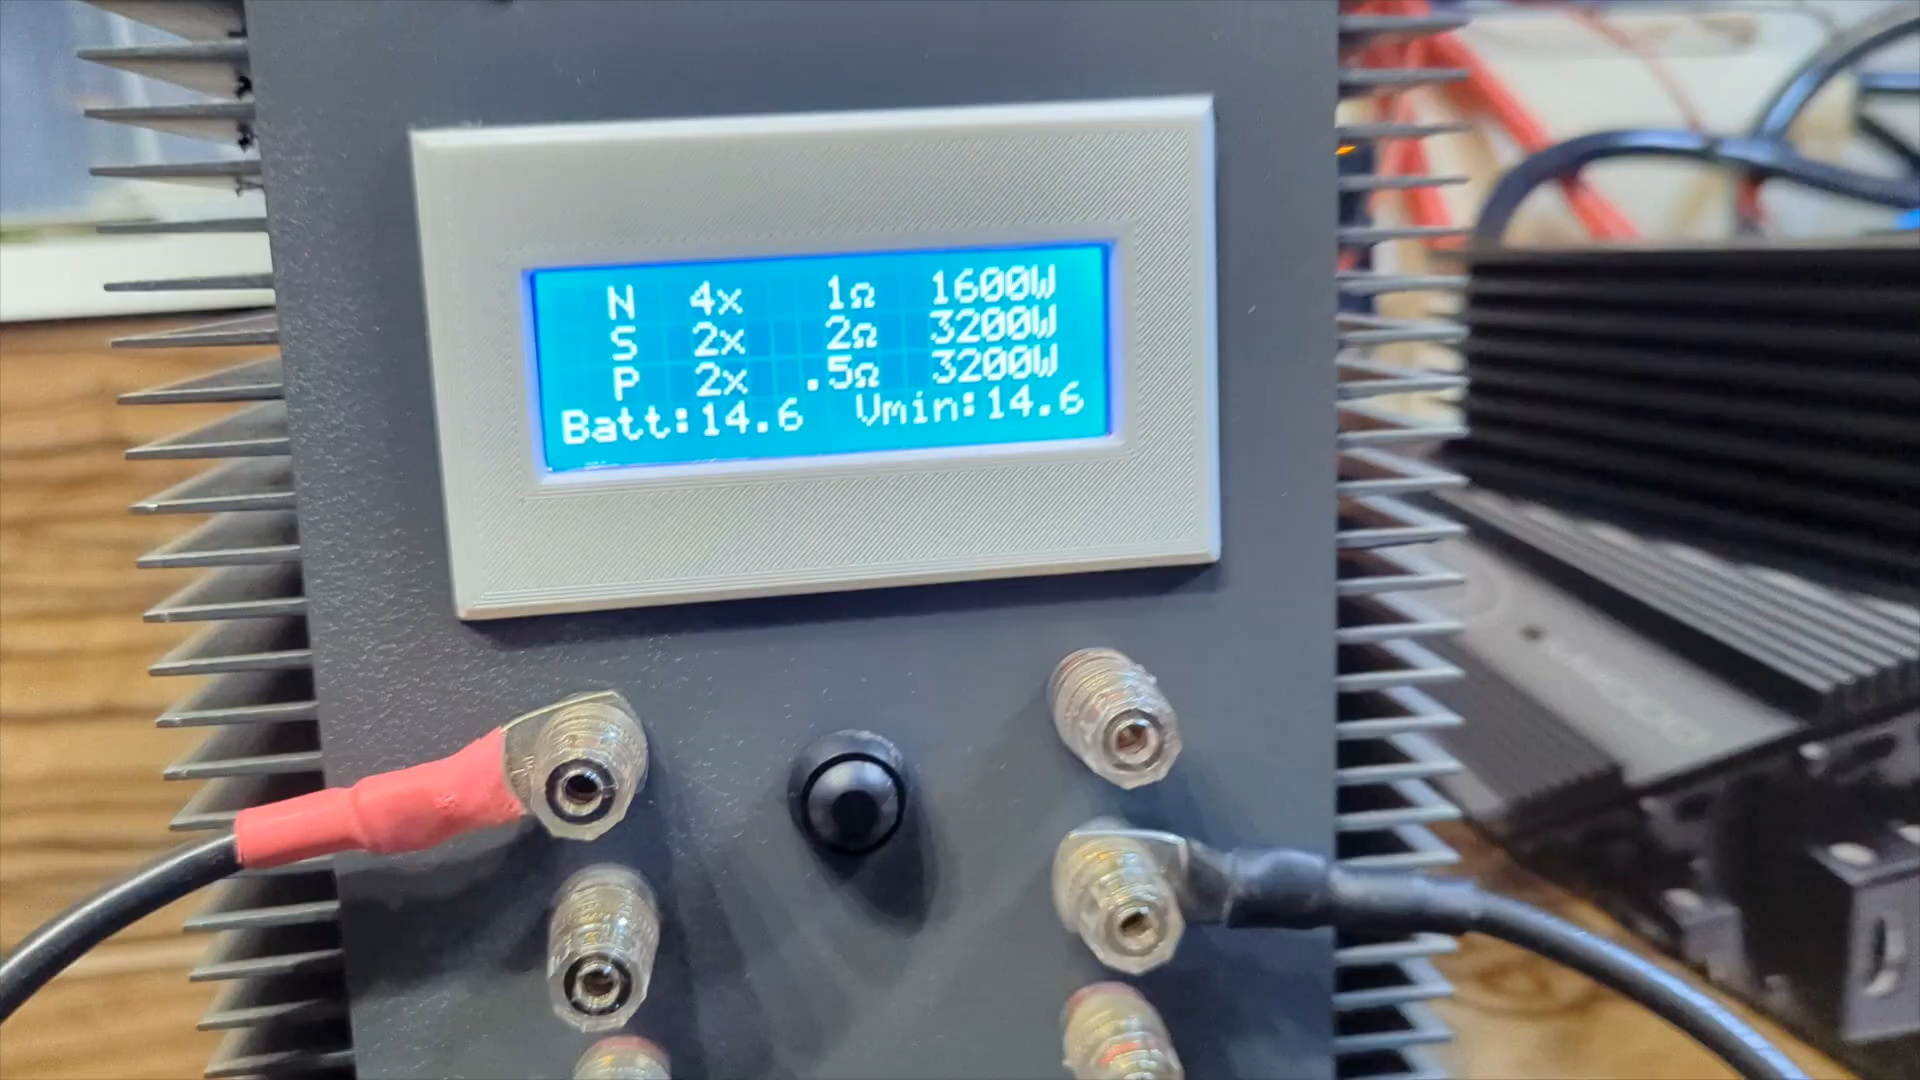 N 4x 1Ω 1600W
S 2x 2Ω 3200W
P 2x .5Ω 3200W
Batt:14.6 Vmin:14.6